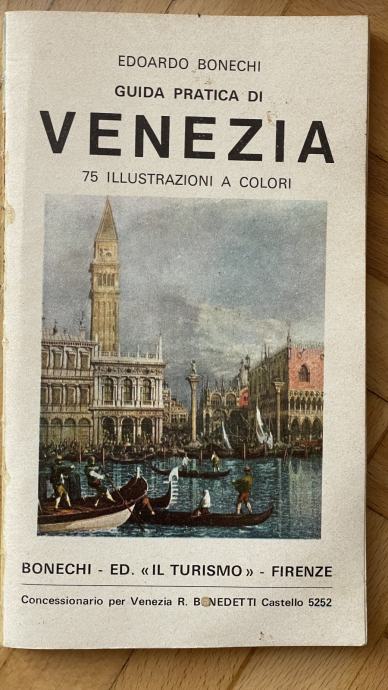 EDOARDO BONECHI
GUIDA PRATICA DI
VENEZIA
75 ILLUSTRAZIONI A COLORI
BONECHI - ED. «IL TURISMO» - FIRENZE
Concessionario per Venezia R. BENEDETTI Castello 5252